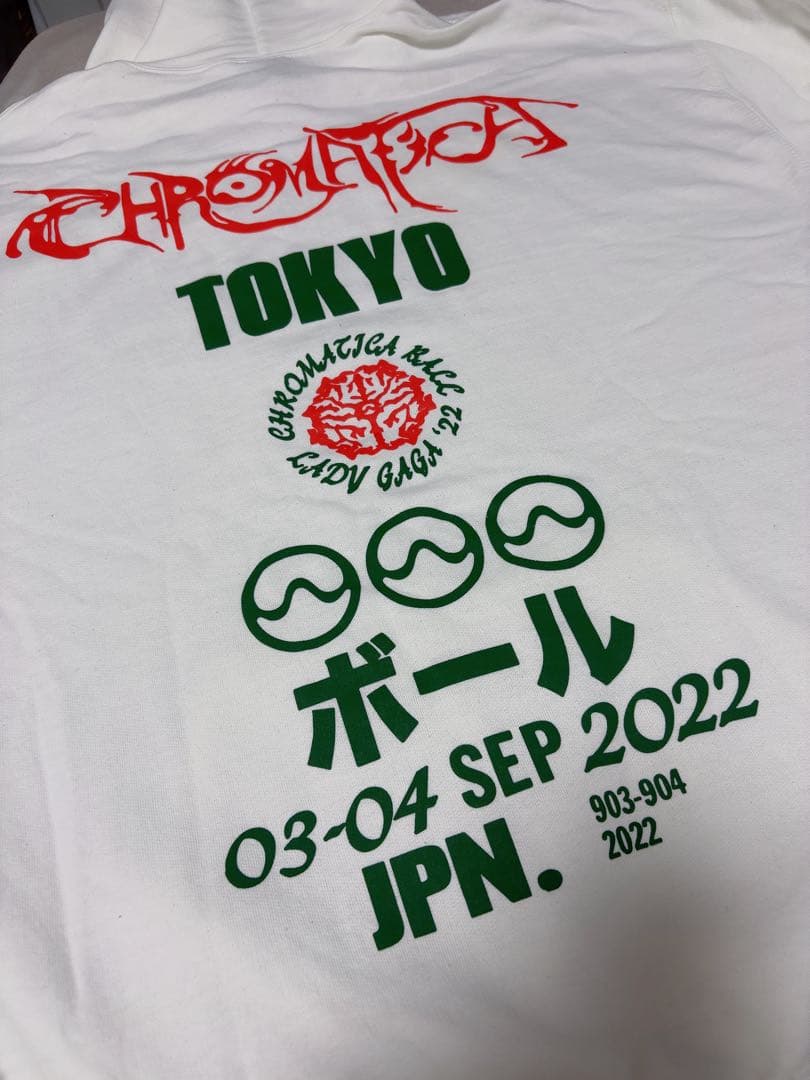 CHROMATICA
TOKYO
CHROMATICA BALL
LADY GAGA '22
ボール
03-04 SEP 2022
JPN.
903-904
2022